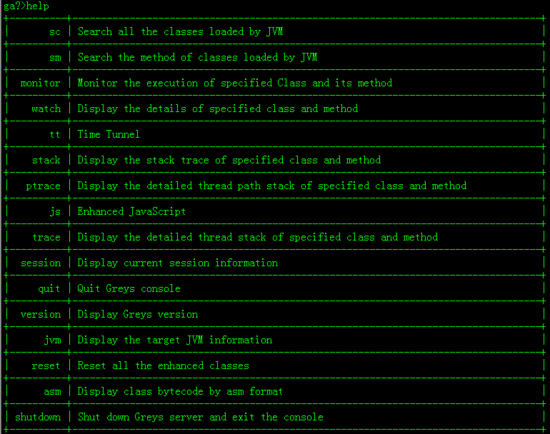 ga?>help
sc | Search all the classes loaded by JVM
sm | Search the method of classes loaded by JVM
monitor | Monitor the execution of specified Class and its method
watch | Display the details of specified class and method
tt | Time Tunnel
stack | Display the stack trace of specified class and method
ptrace | Display the detailed thread path stack of specified class and method
js | Enhanced JavaScript
trace | Display the detailed thread stack of specified class and method
session | Display current session information
quit | Quit Greys console
version | Display Greys version
jvm | Display the target JVM information
reset | Reset all the enhanced classes
asm | Display class bytecode by asm format
shutdown | Shut down Greys server and exit the console